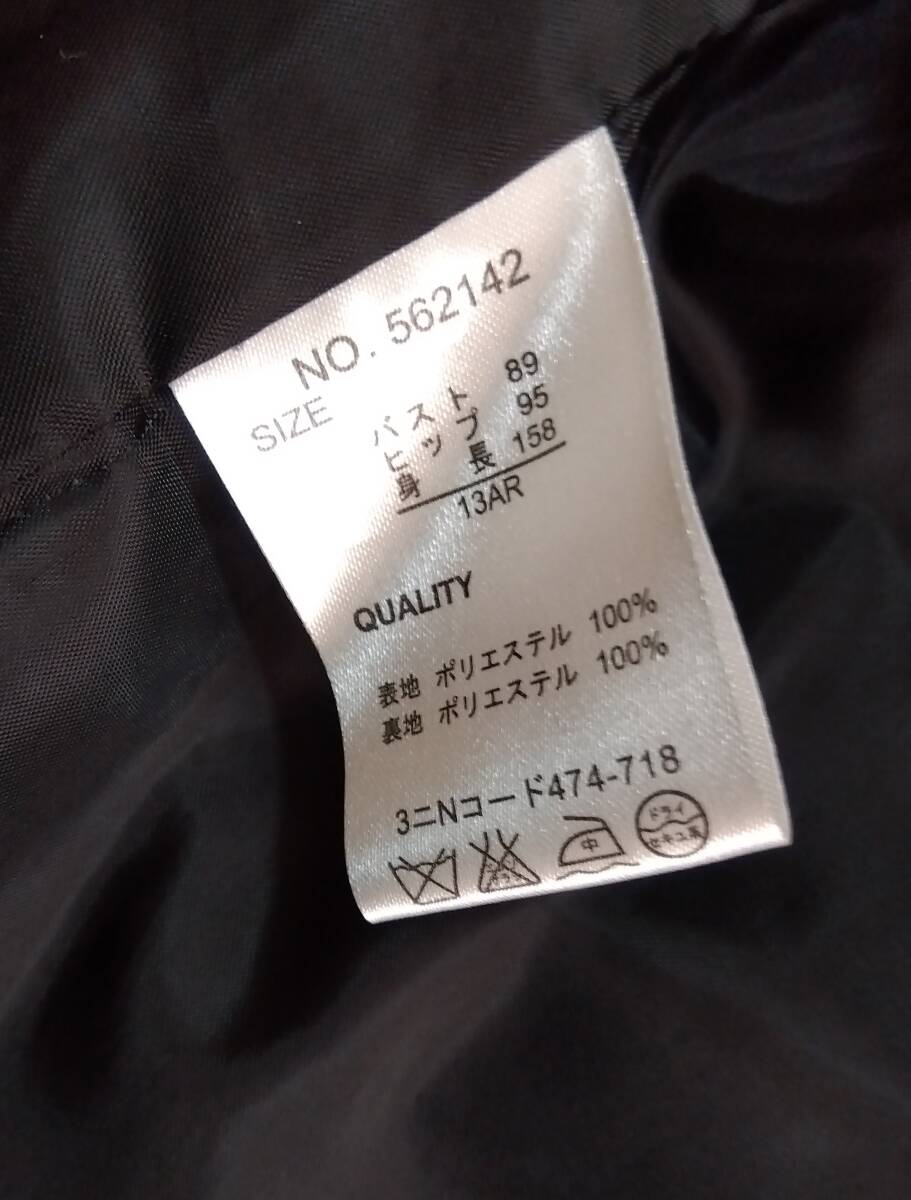 NO. 562142
SIZE
バスト 89
ヒップ 95
身長 158
13AR
QUALITY
表地 ポリエステル 100%
裏地 ポリエステル 100%
3ニNコード474-718
中
ドライ
セキユ系